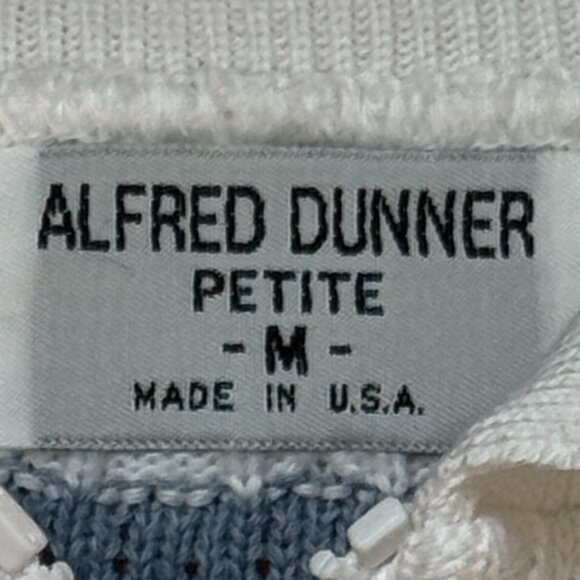 ALFRED DUNNER
PETITE
- M -
MADE IN U.S.A.